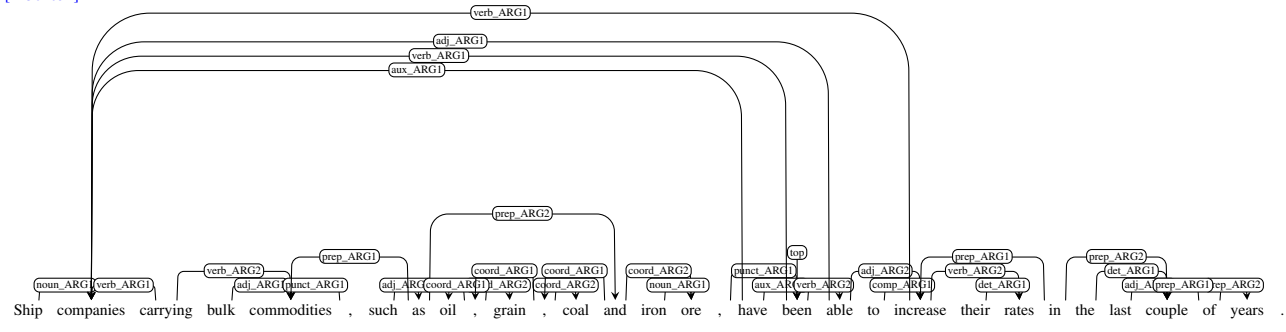 verb_ARG1
adj_ARG1
verb_ARG1
aux_ARG1
prep_ARG2
top
prep_ARG1 prep_ARG1 prep_ARG2
verb_ARG2 coord_ARG1 coord_ARG1 coord_ARG2 punct_ARG1 adj_ARG2 verb_ARG2 det_ARG1
noun_ARG1 verb_ARG1 adj_ARG1 punct_ARG1 coord_ARG1 coord_ARG2 noun_ARG1 verb_ARG2 comp_ARG1 det_ARG1 prep_ARG1
Ship companies carrying bulk commodities , such as oil , grain , coal and iron ore , have been able to increase their rates in the last couple of years .